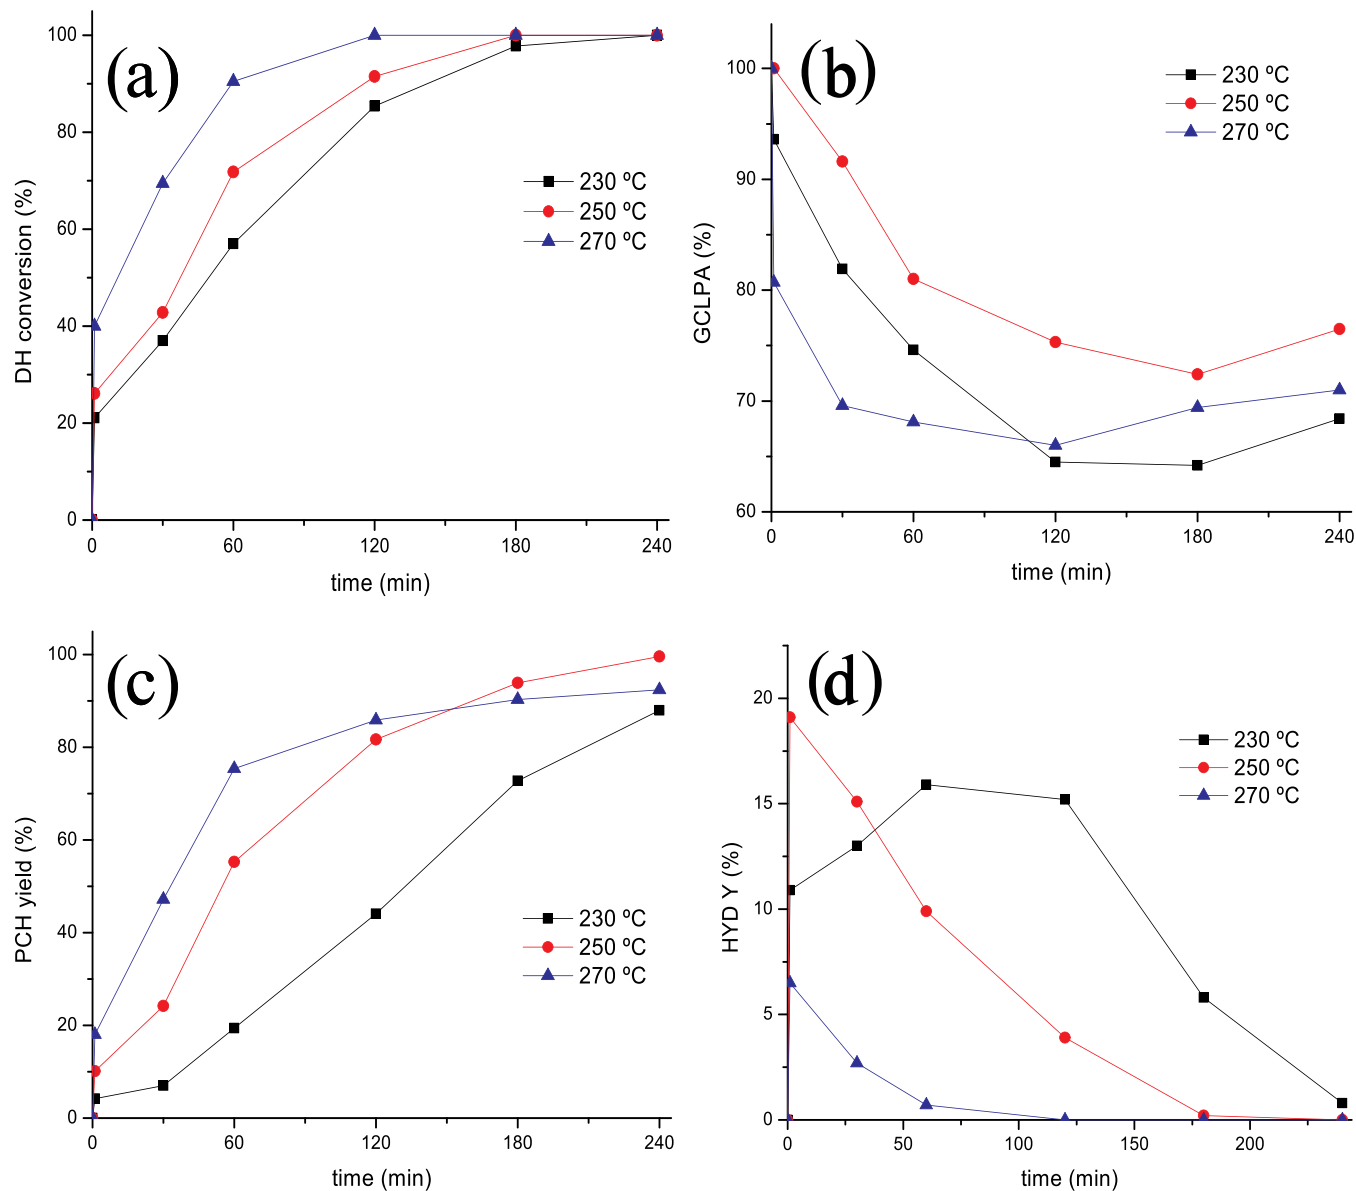 (a)
100
80
60
40
20
0
DH conversion (%)
230 ºC
250 ºC
270 ºC
0 60 120 180 240
time (min)
(b)
100
90
80
70
60
GCLPA (%)
230 ºC
250 ºC
270 ºC
0 60 120 180 240
time (min)
(c)
100
80
60
40
20
0
PCH yield (%)
230 ºC
250 ºC
270 ºC
0 60 120 180 240
time (min)
(d)
20
15
10
5
0
HYD Y (%)
230 ºC
250 ºC
270 ºC
0 50 100 150 200
time (min)